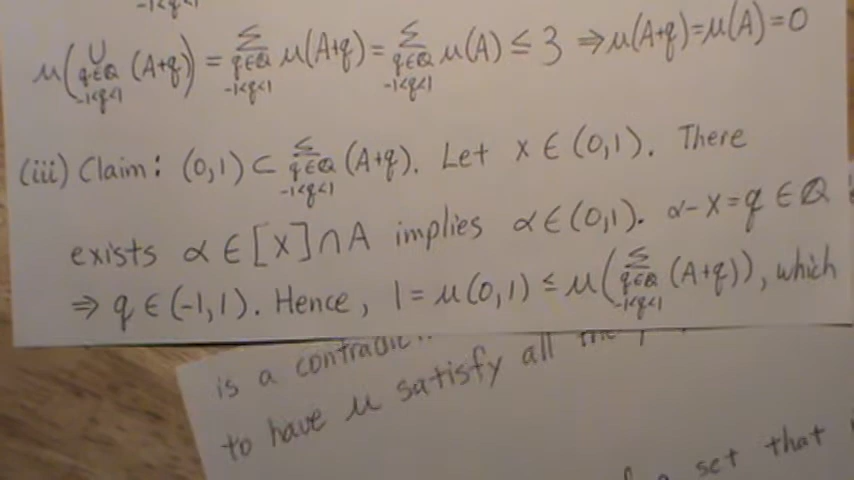 -1<q<1
μ(∪_{q∈ℚ, -1<q<1} (A+q)) = Σ_{q∈ℚ, -1<q<1} μ(A+q) = Σ_{q∈ℚ, -1<q<1} μ(A) ≤ 3 ⇒ μ(A+q) = μ(A) = 0
(iii) Claim: (0,1) ⊂ Σ_{q∈ℚ, -1<q<1} (A+q). Let x ∈ (0,1). There
exists α ∈ [x] ∩ A implies α ∈ (0,1). α - x = q ∈ ℚ
⇒ q ∈ (-1,1). Hence, 1 = μ(0,1) ≤ μ(Σ_{q∈ℚ, -1<q<1} (A+q)), which
is a
to have μ satisfy all
set that